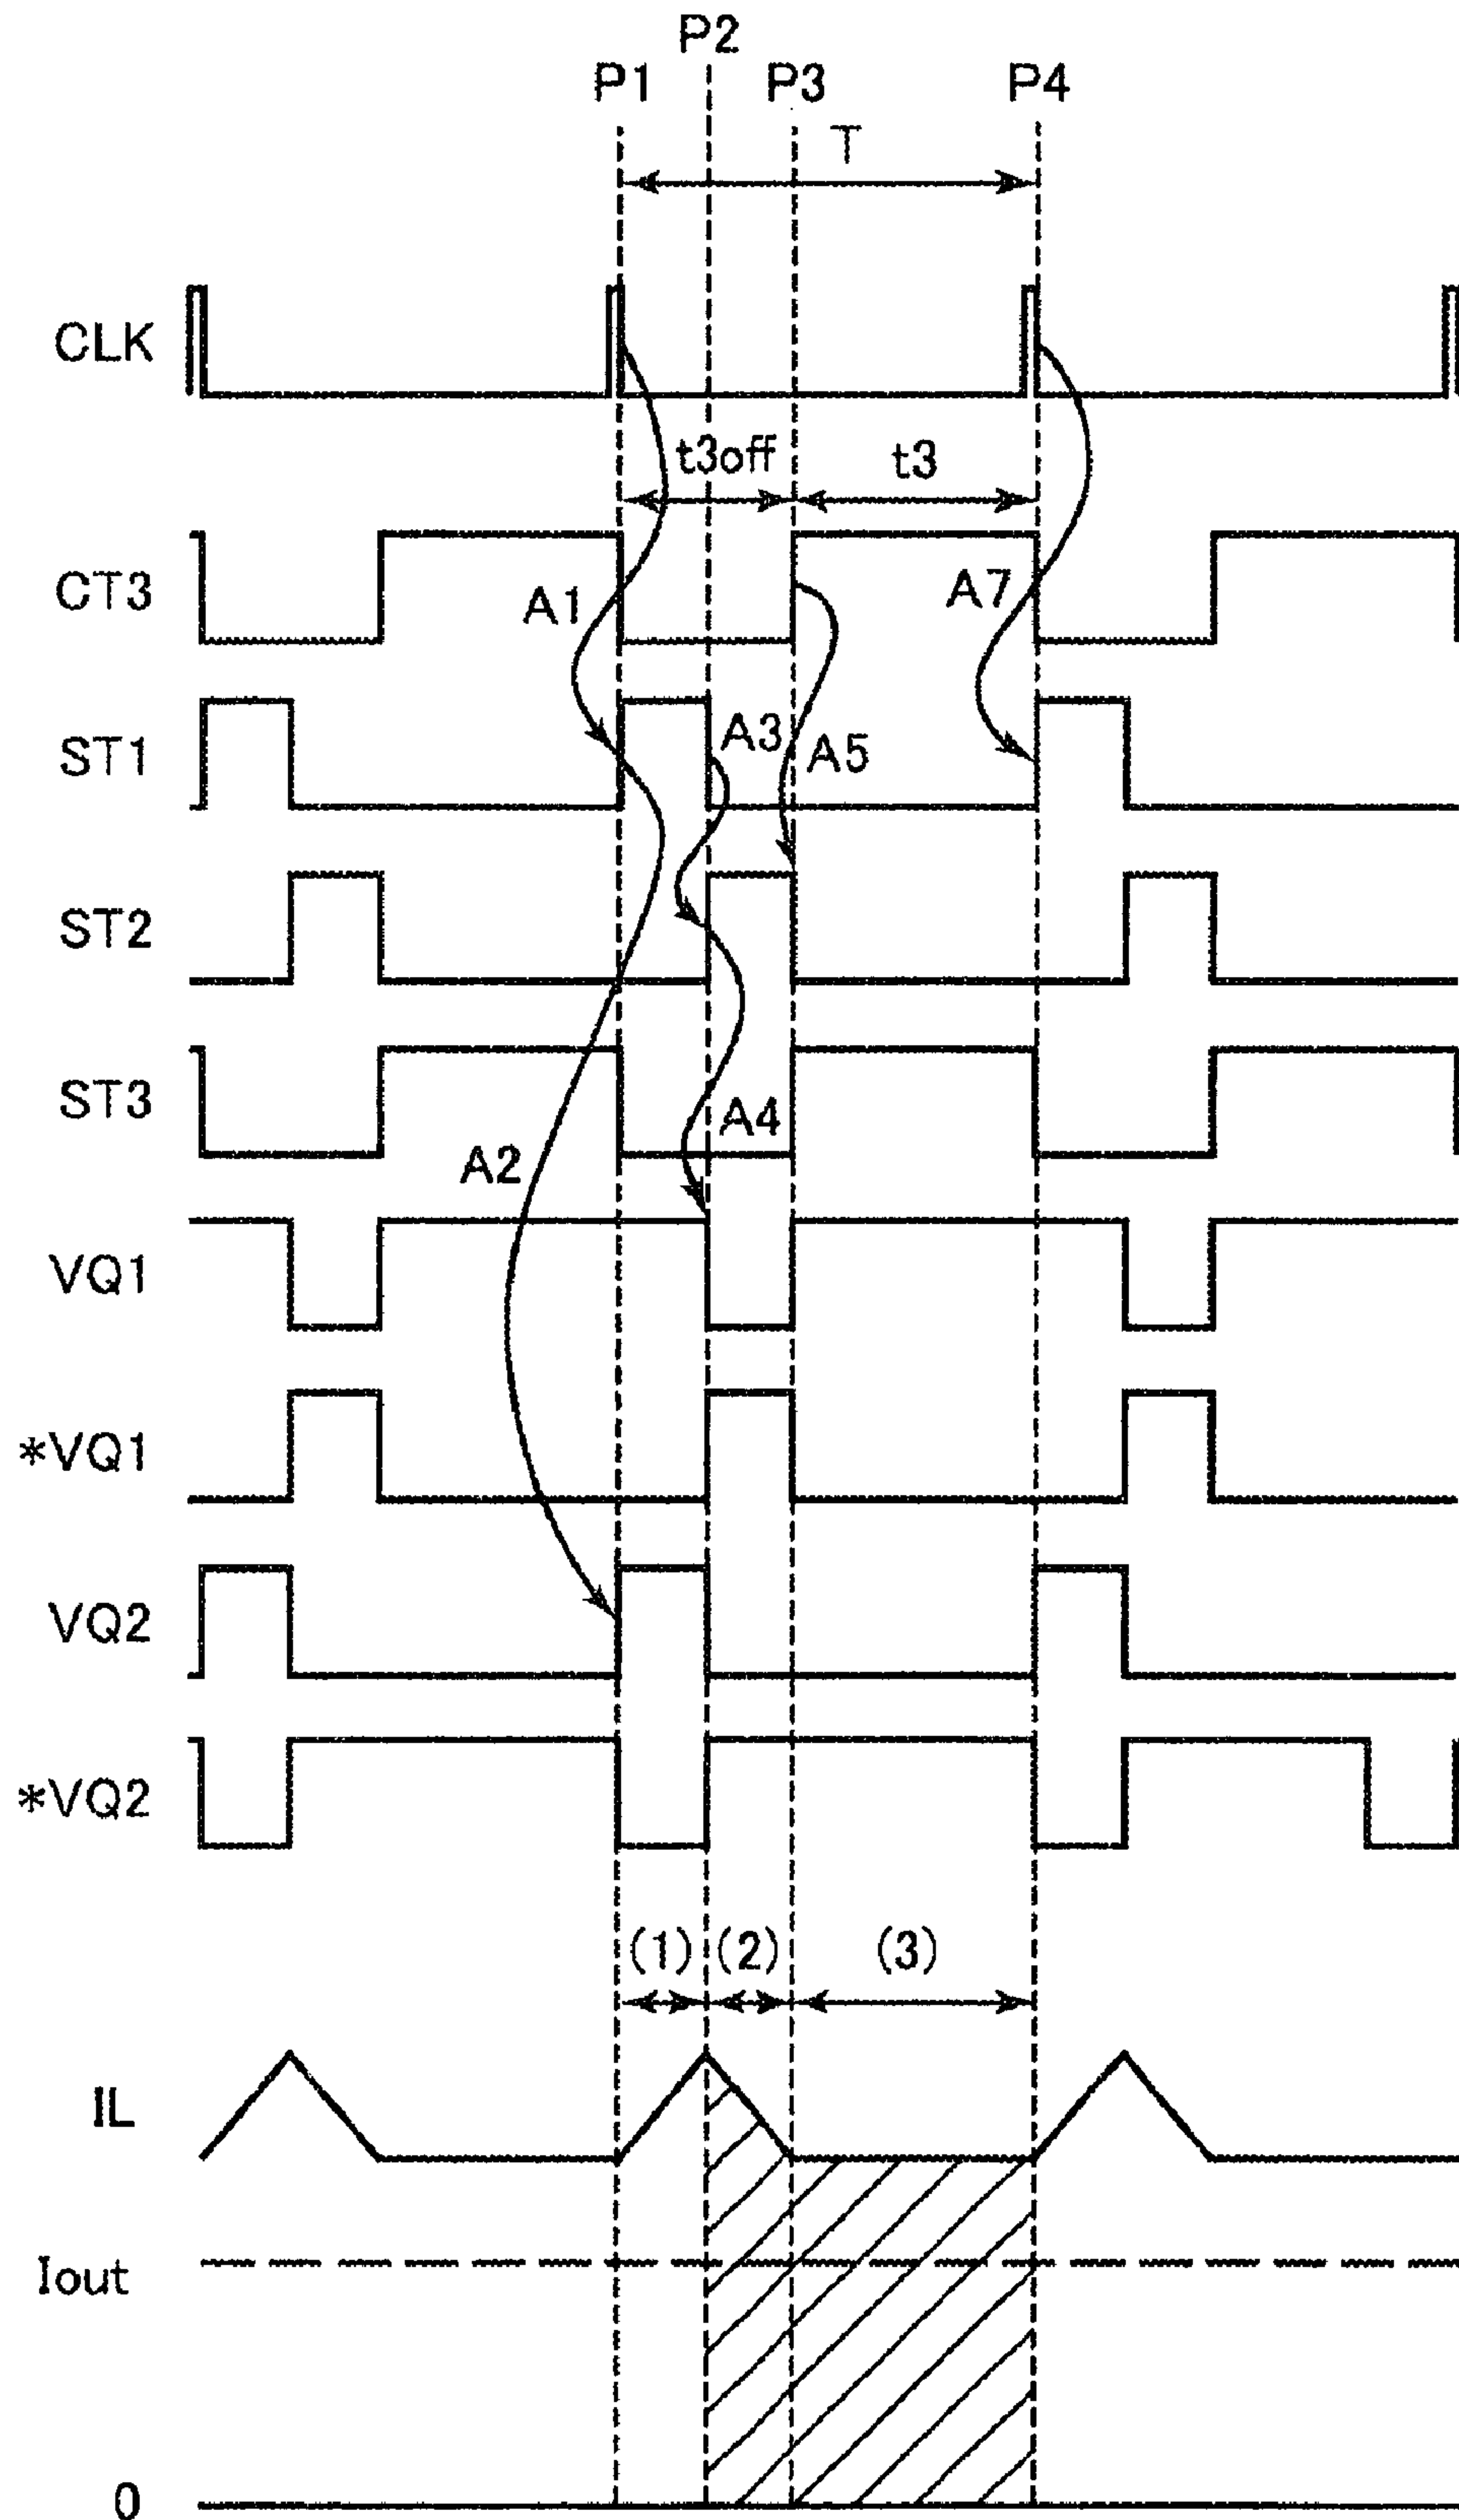 P2
P1 P3 P4
T
CLK
t3off t3
CT3
A1 A7
ST1
A3 A5
ST2
ST3
A4
A2
VQ1
*VQ1
VQ2
*VQ2
(1) (2) (3)
IL
Iout
0